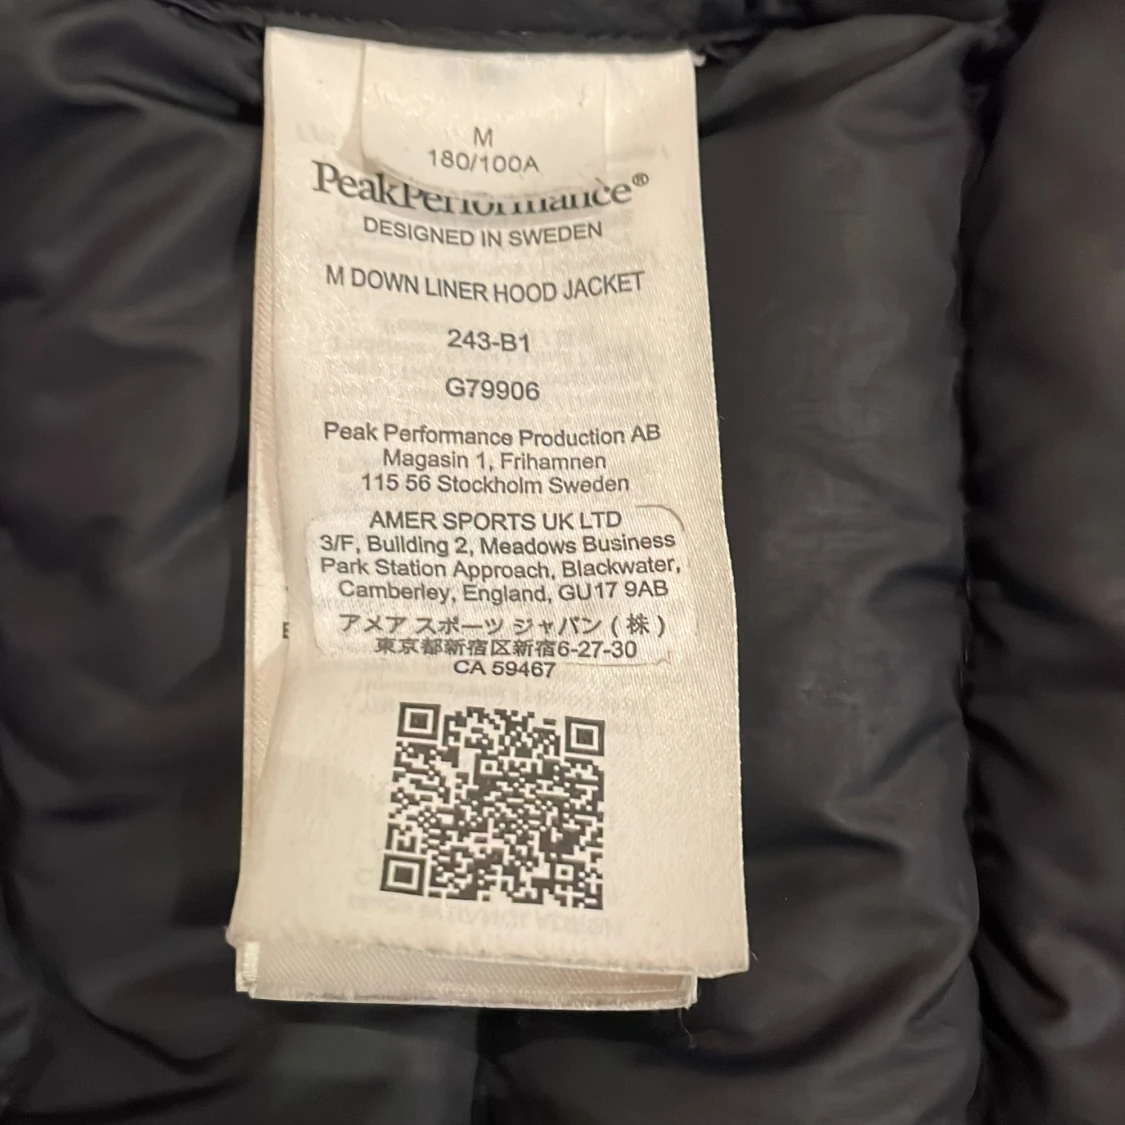 M
180/100A
PeakPerformance®
DESIGNED IN SWEDEN
M DOWN LINER HOOD JACKET
243-B1
G79906
Peak Performance Production AB
Magasin 1, Frihamnen
115 56 Stockholm Sweden
AMER SPORTS UK LTD
3/F, Building 2, Meadows Business
Park Station Approach, Blackwater,
Camberley, England, GU17 9AB
アメア スポーツ ジャパン (株)
東京都新宿区新宿6-27-30
CA 59467